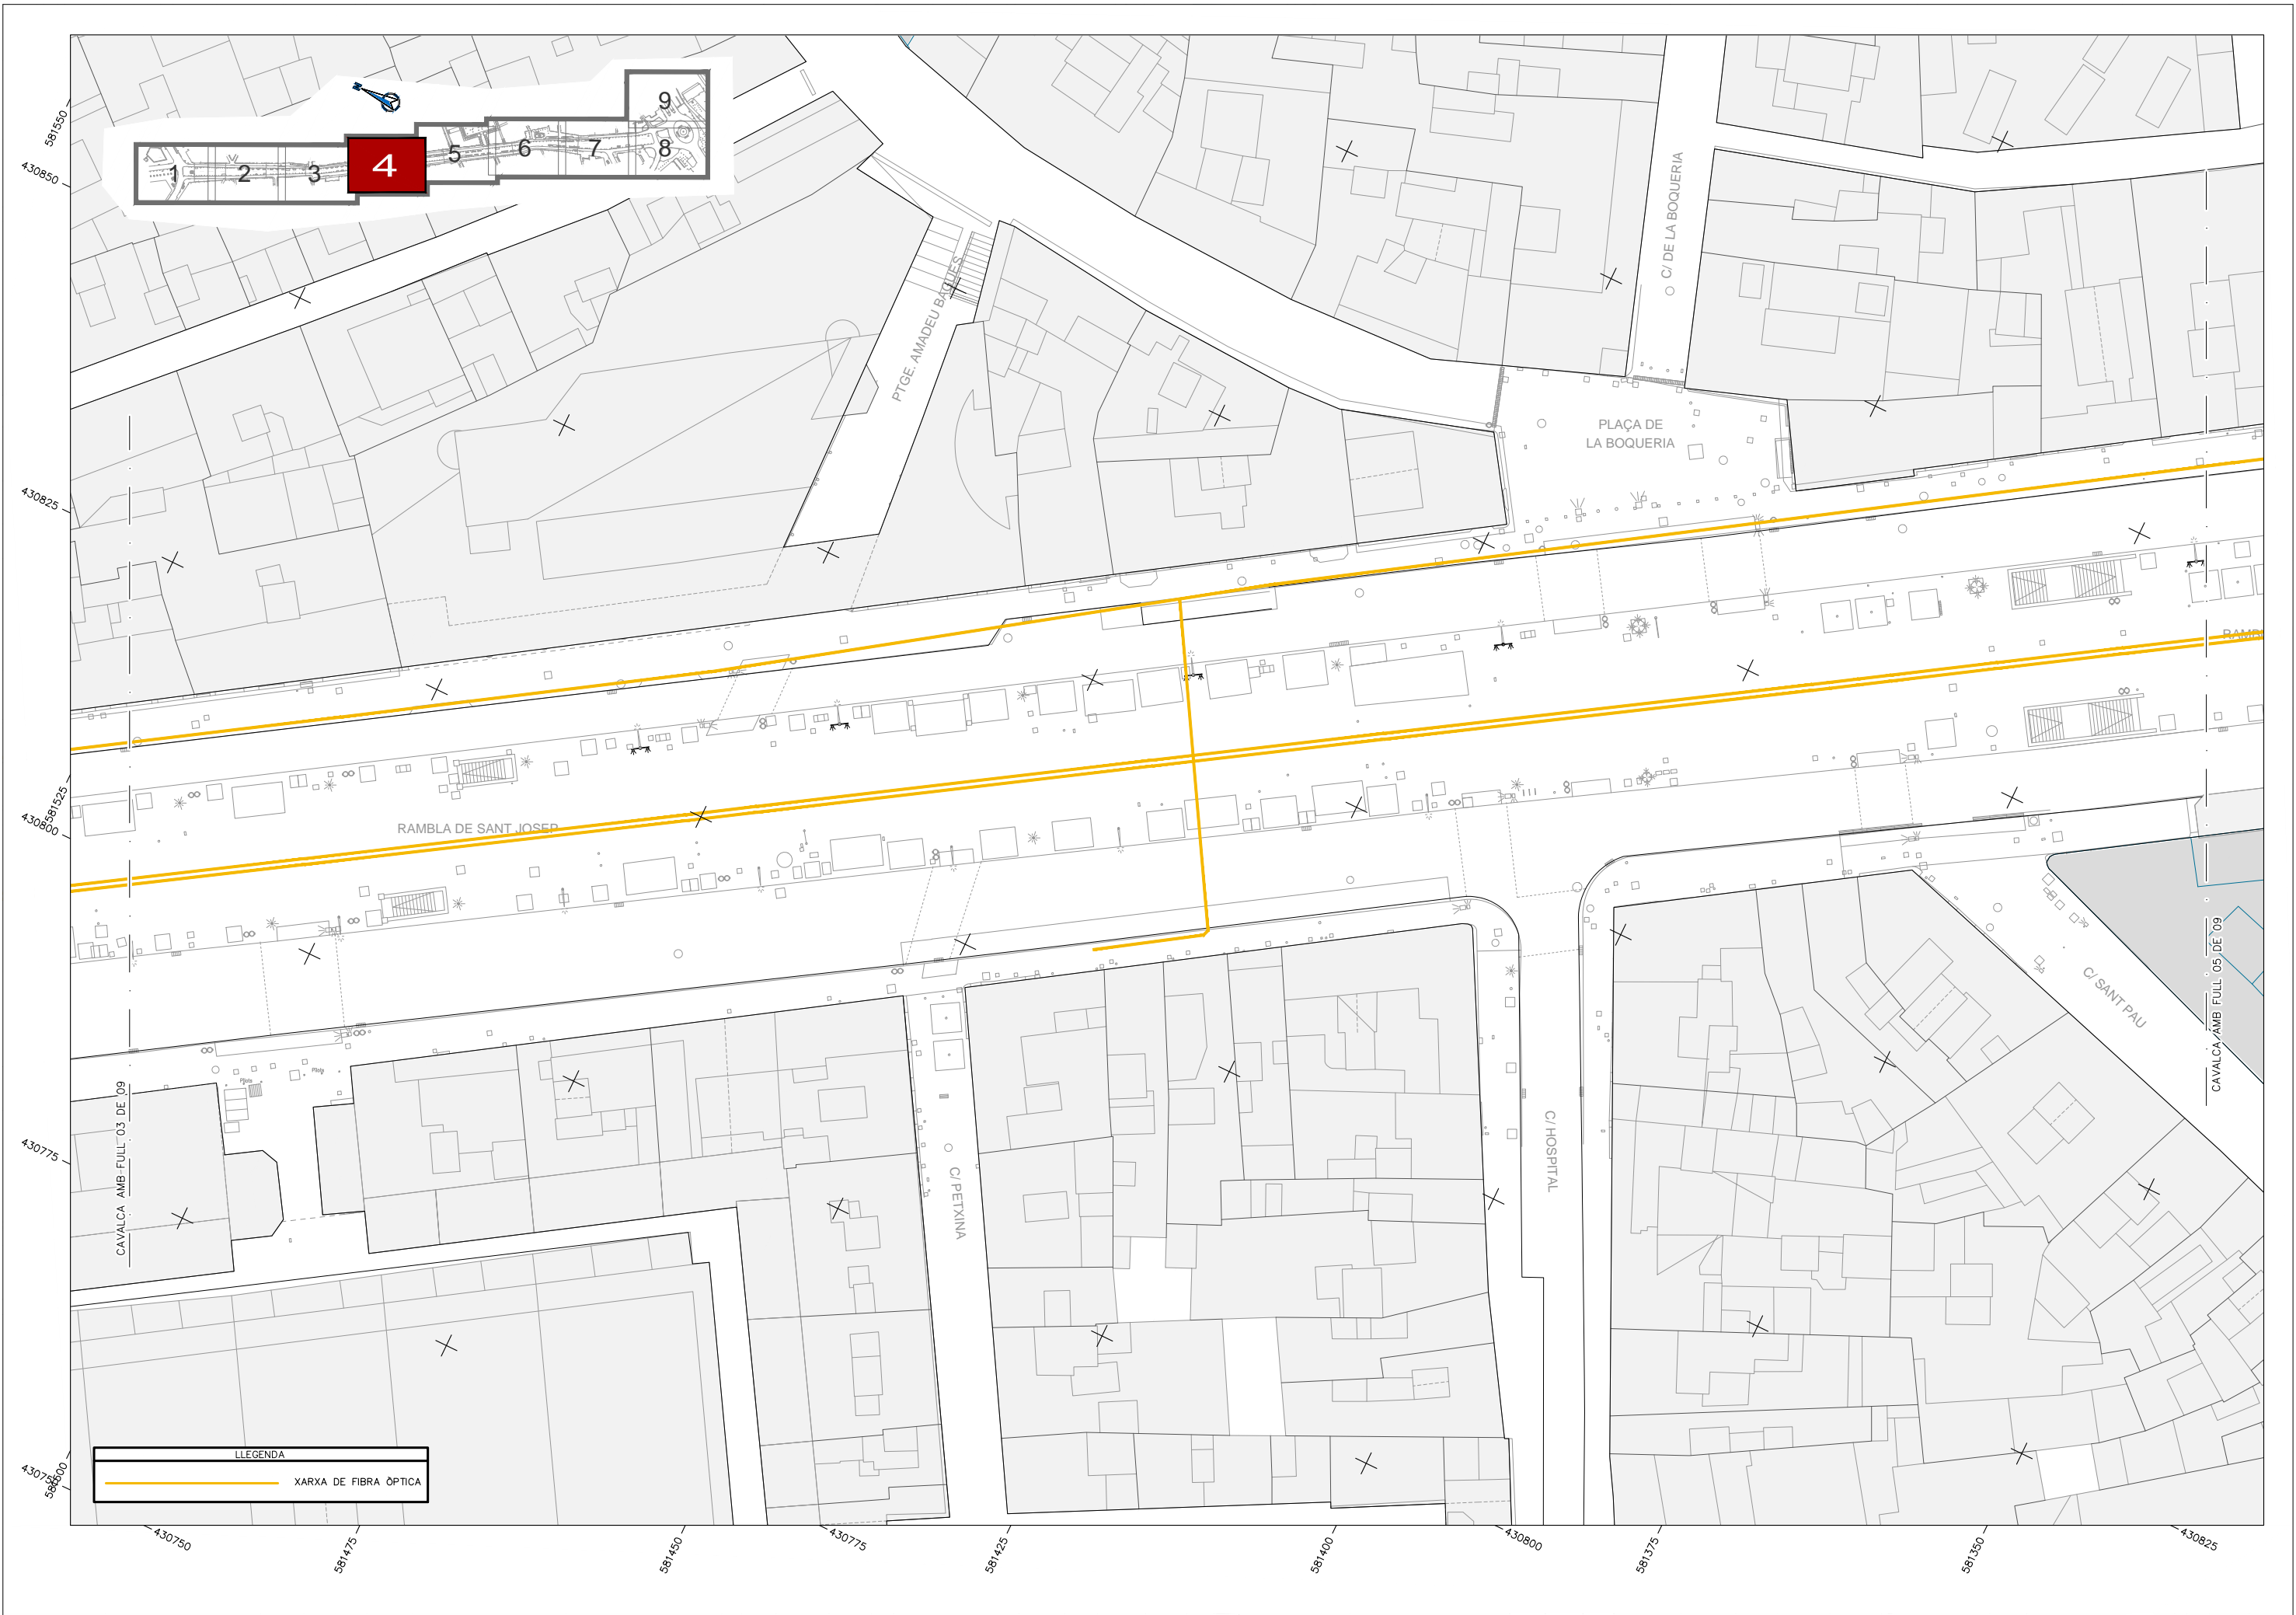 581550
430850
430825
581525
430800
430775
581500
1
2
3
4
5
6
7
8
9
C/ DE LA BOQUERIA
PTGE. AMADEU BAGUES
PLAÇA DE
LA BOQUERIA
RAMBLA DE SANT JOSEP
C/ SANT PAU
C/ HOSPITAL
C/ PETXINA
CAVALCA AMB FULL 03 DE 09
CAVALCA AMB FULL 05 DE 09
LLEGENDA
XARXA DE FIBRA ÒPTICA
430750
581475
581450
430775
581425
581400
430800
581375
581350
430825